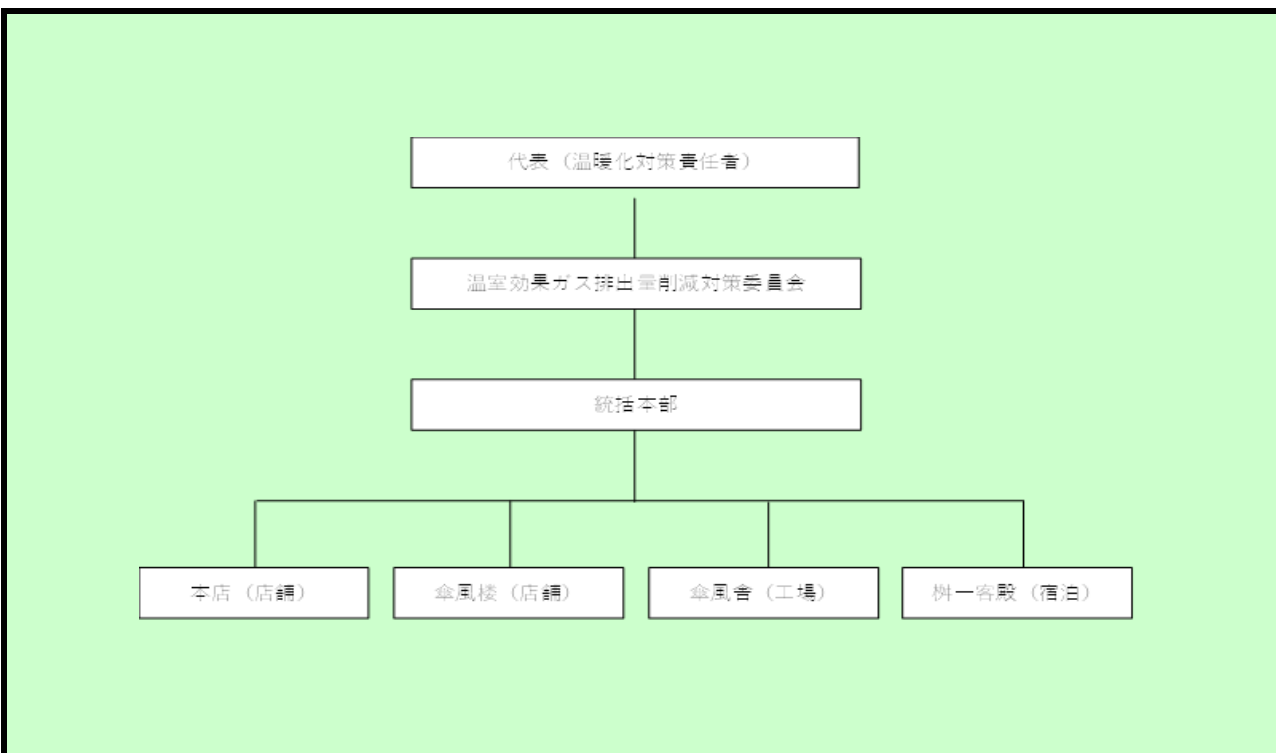 代表（温暖化対策責任者）
温室効果ガス排出量削減対策委員会
統括本部
本店（店舗）
傘風楼（店舗）
傘風舎（工場）
桝一客殿（宿泊）